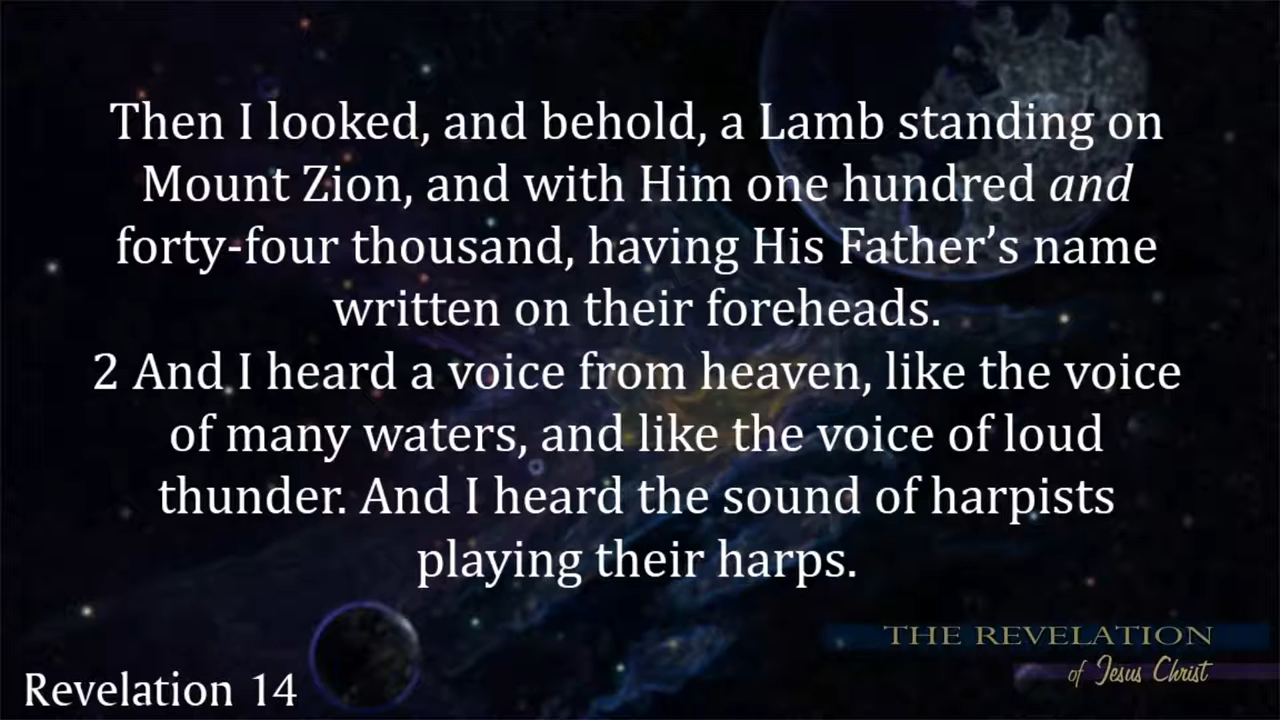 Then I looked, and behold, a Lamb standing on
Mount Zion, and with Him one hundred and
forty-four thousand, having His Father’s name
written on their foreheads.
2 And I heard a voice from heaven, like the voice
of many waters, and like the voice of loud
thunder. And I heard the sound of harpists
playing their harps.
THE REVELATION
of Jesus Christ
Revelation 14